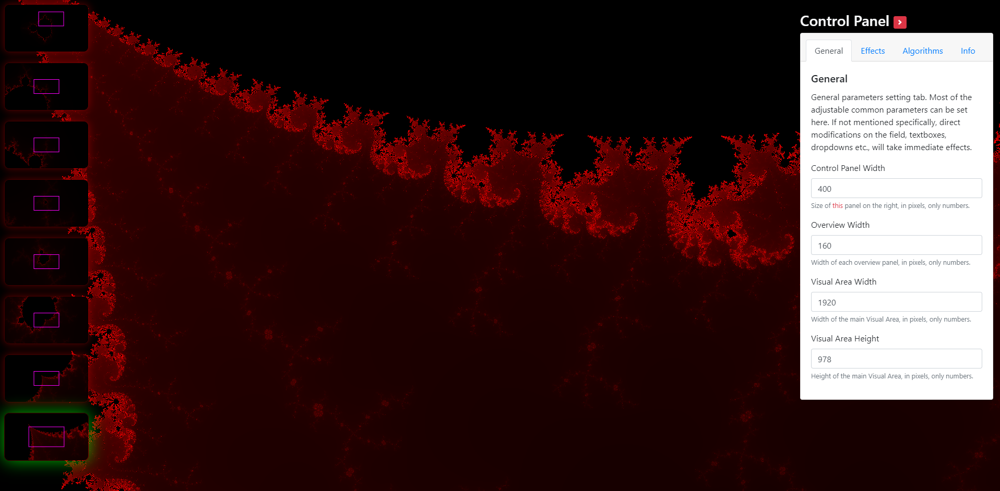 Control Panel
General Effects Algorithms Info
General
General parameters setting tab. Most of the
adjustable common parameters can be set
here. If not mentioned specifically, direct
modifications on the field, textboxes,
dropdowns etc., will take immediate effects.
Control Panel Width
400
Size of this panel on the right, in pixels, only numbers.
Overview Width
160
Width of each overview panel, in pixels, only numbers.
Visual Area Width
1920
Width of the main Visual Area, in pixels, only numbers.
Visual Area Height
978
Height of the main Visual Area, in pixels, only numbers.